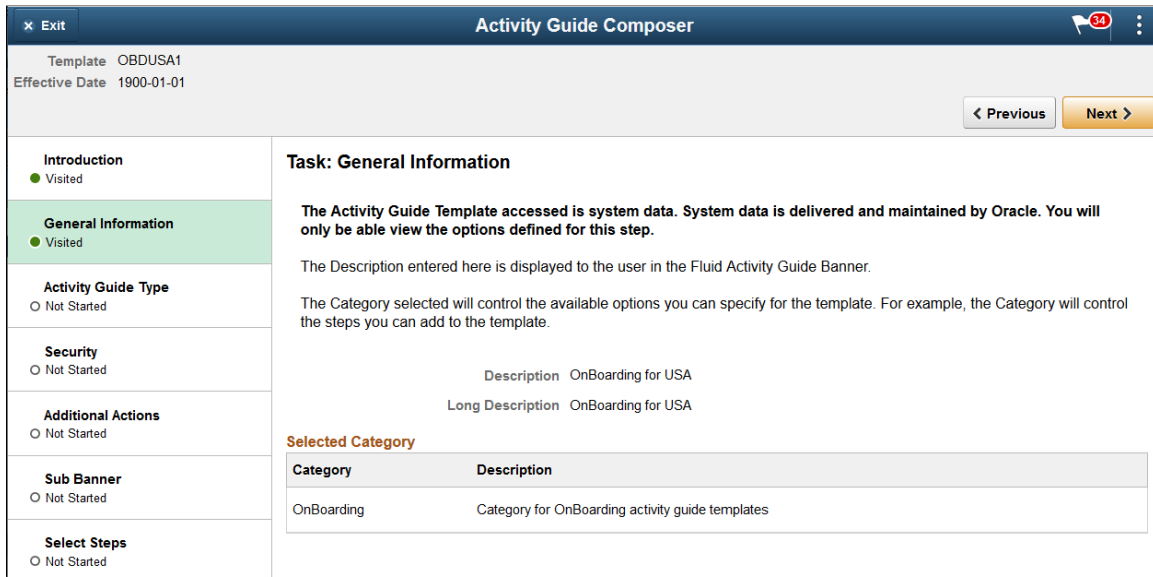 Exit
Activity Guide Composer
34
Template OBDUSA1
Effective Date 1900-01-01
Previous
Next
Introduction
Visited
General Information
Visited
Activity Guide Type
Not Started
Security
Not Started
Additional Actions
Not Started
Sub Banner
Not Started
Select Steps
Not Started
Task: General Information
The Activity Guide Template accessed is system data. System data is delivered and maintained by Oracle. You will
only be able view the options defined for this step.
The Description entered here is displayed to the user in the Fluid Activity Guide Banner.
The Category selected will control the available options you can specify for the template. For example, the Category will control
the steps you can add to the template.
Description OnBoarding for USA
Long Description OnBoarding for USA
Selected Category
Category Description
OnBoarding Category for OnBoarding activity guide templates